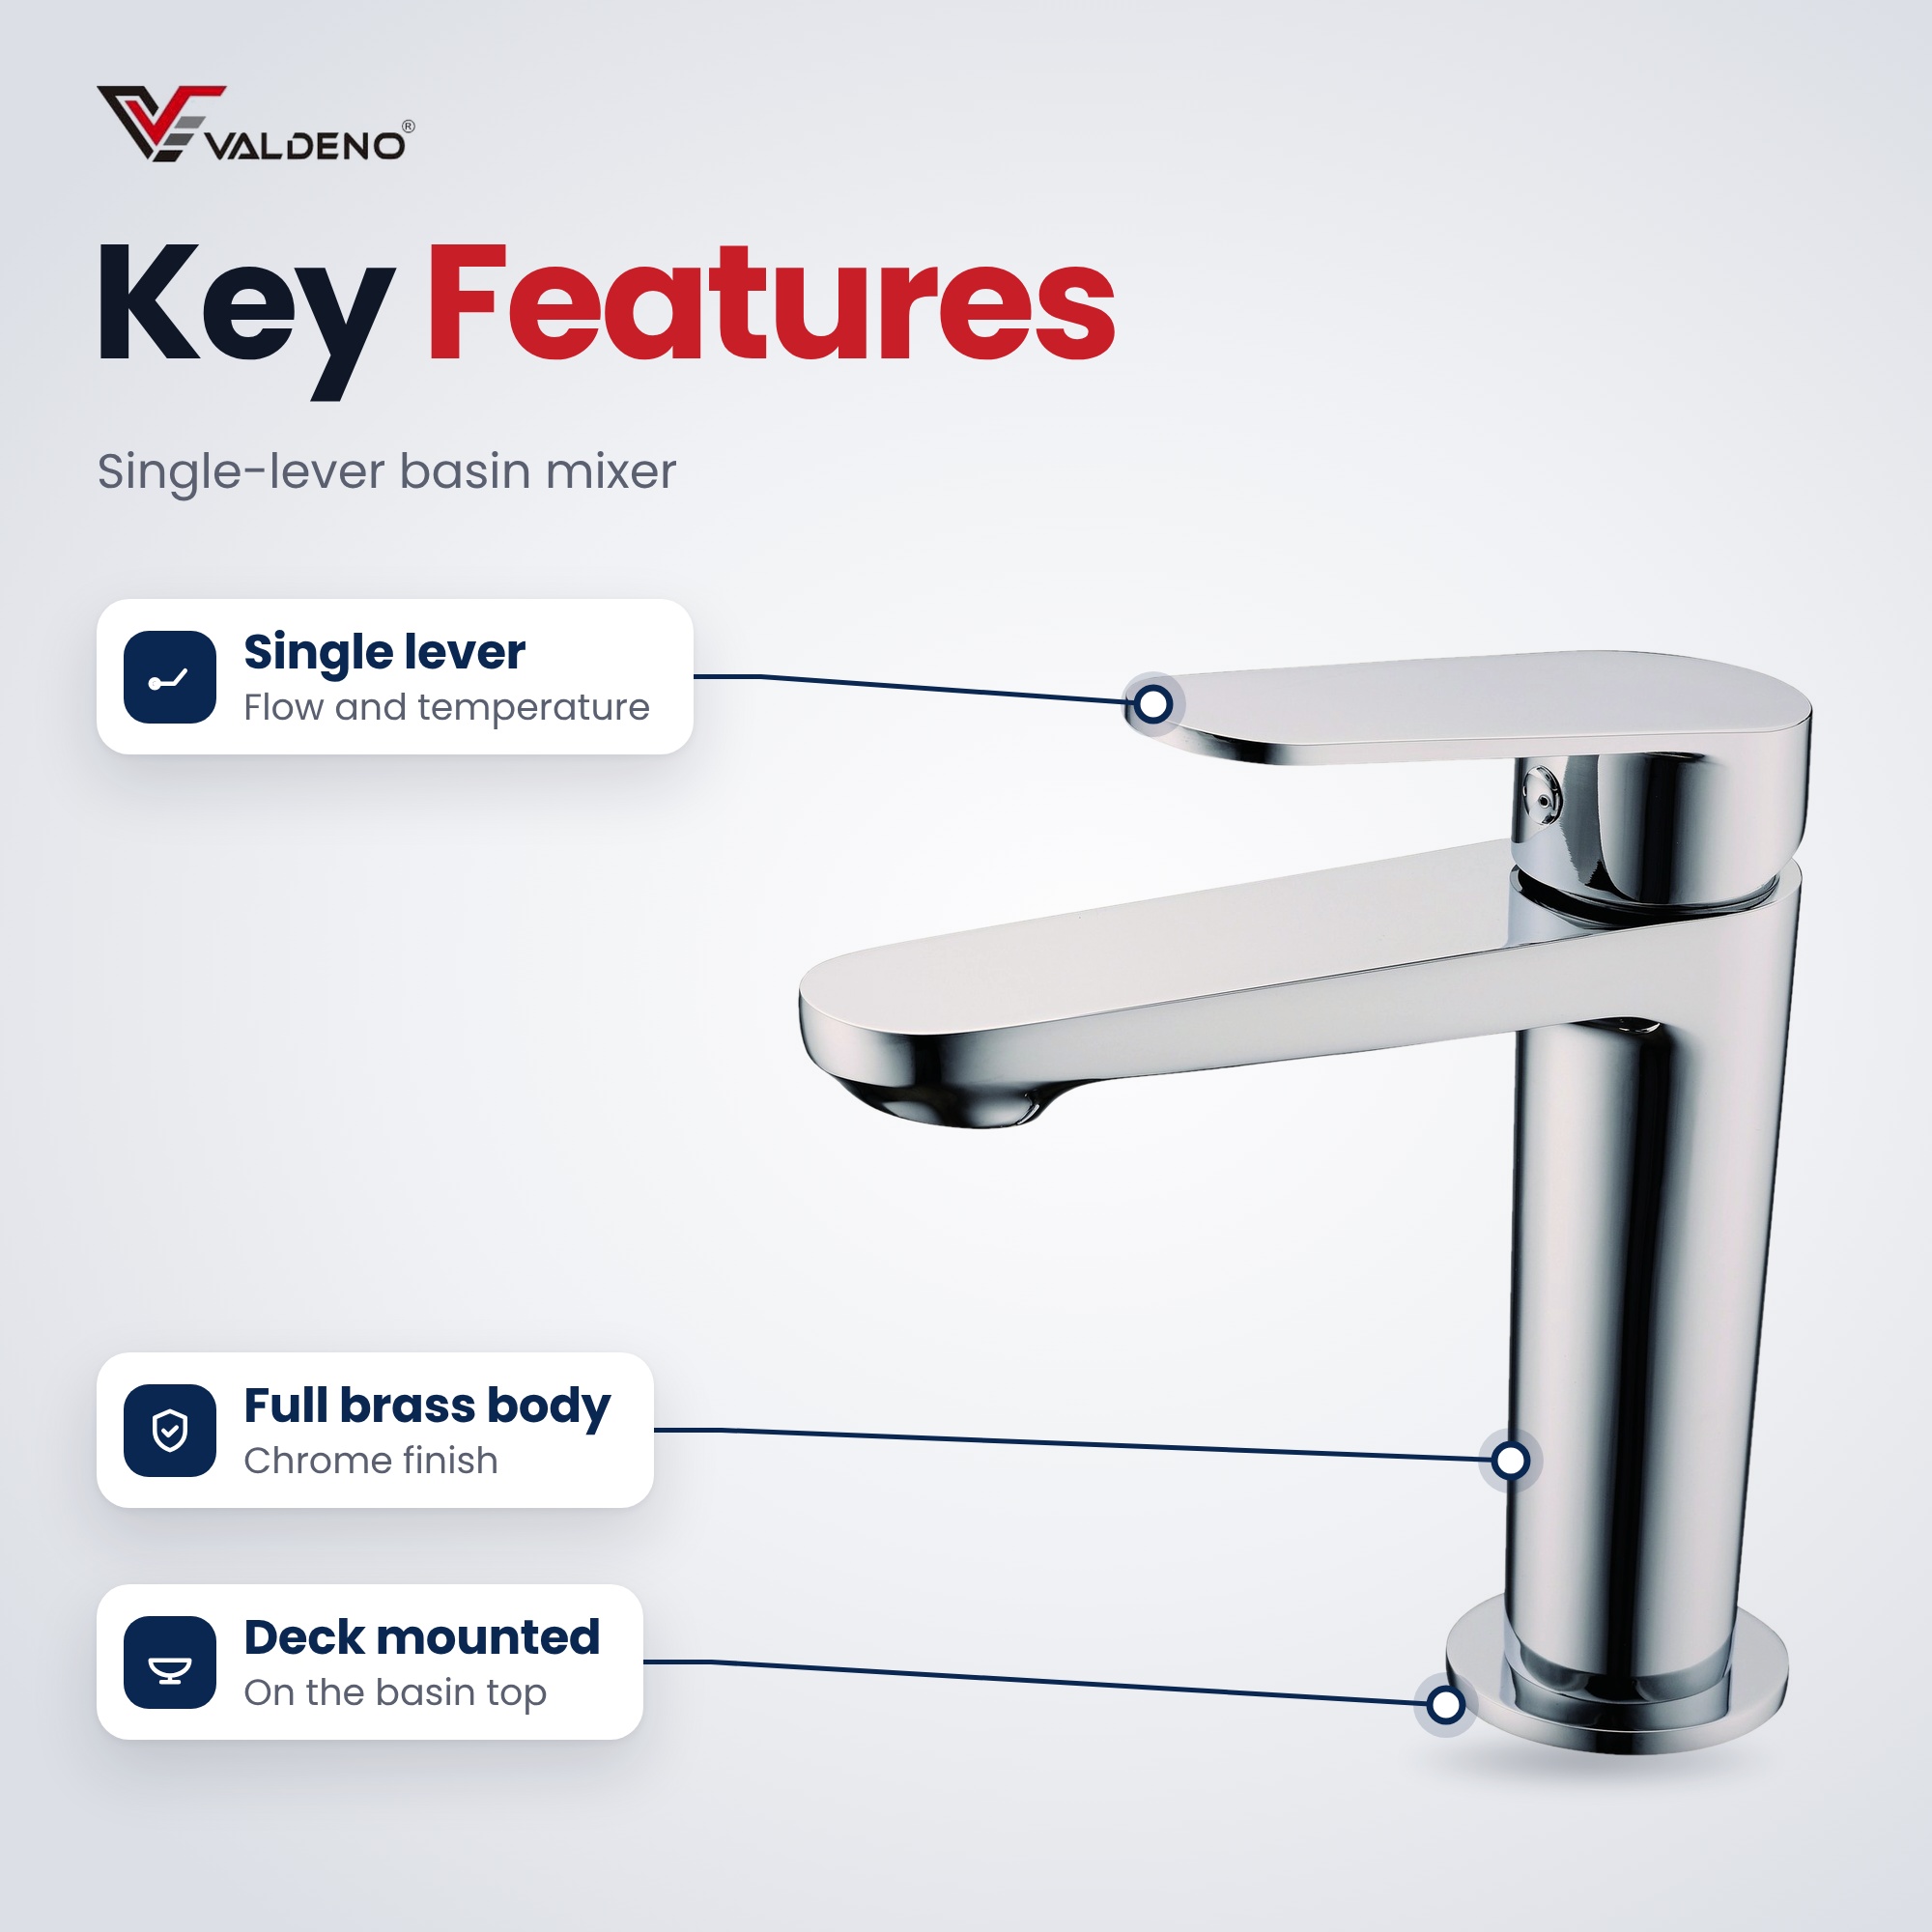 VALDENO®
Key Features
Single-lever basin mixer
Single lever
Flow and temperature
Full brass body
Chrome finish
Deck mounted
On the basin top